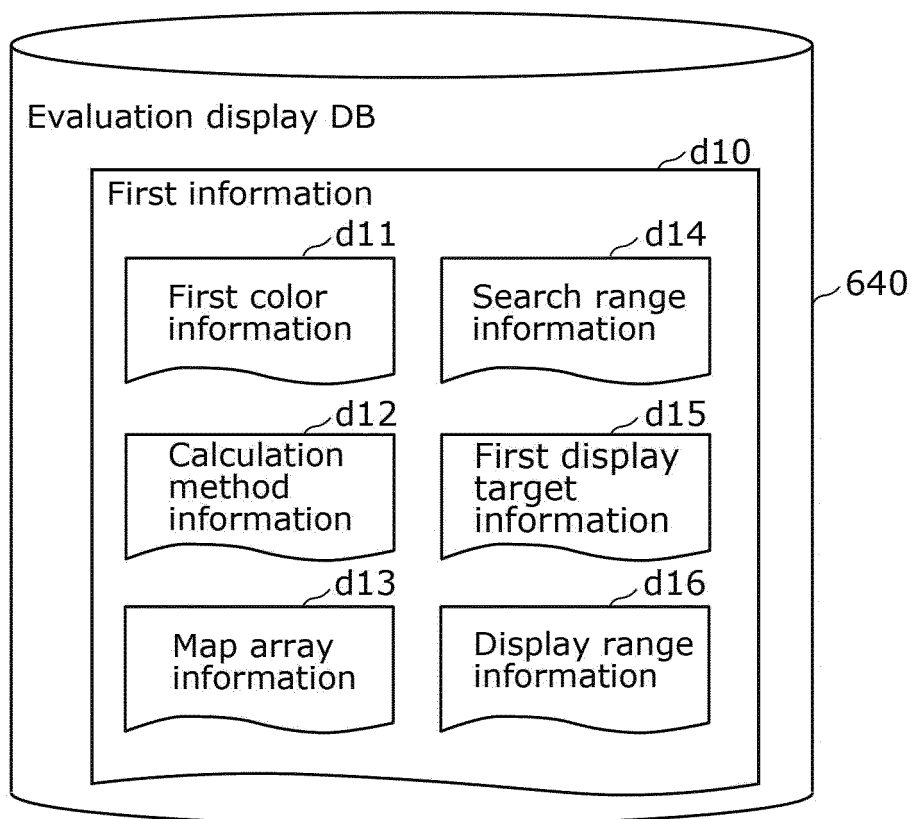 Evaluation display DB
d10
First information
d11
First color
information
d14
Search range
information
640
d12
Calculation
method
information
d15
First display
target
information
d13
Map array
information
d16
Display range
information